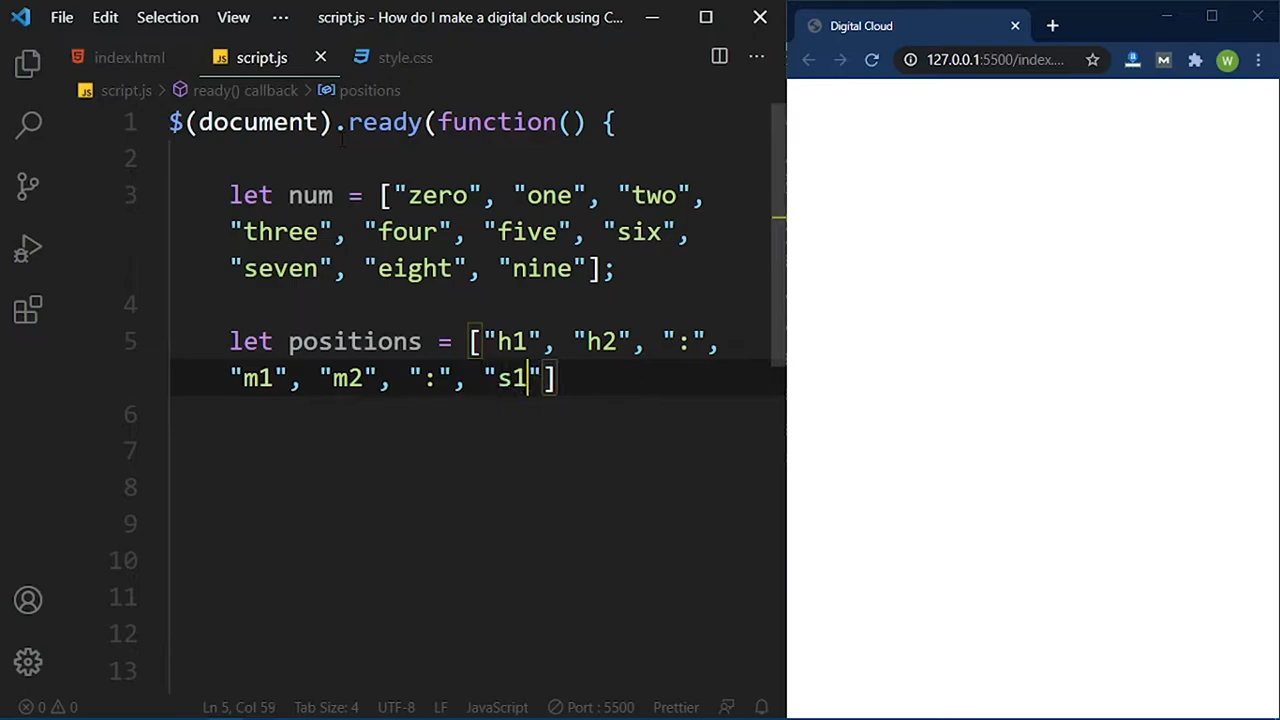 File Edit Selection View ··· script.js - How do I make a digital clock using C...
index.html script.js style.css ···
script.js ready() callback positions
1 $(document).ready(function() {
2
3 let num = ["zero", "one", "two",
"three", "four", "five", "six",
"seven", "eight", "nine"];
4
5 let positions = ["h1", "h2", ":",
"m1", "m2", ":", "s1"]
6
7
8
9
10
11
12
13
0 0 Ln 5, Col 59 Tab Size: 4 UTF-8 LF JavaScript Port : 5500 Prettier
Digital Cloud
127.0.0.1:5500/index.... M W